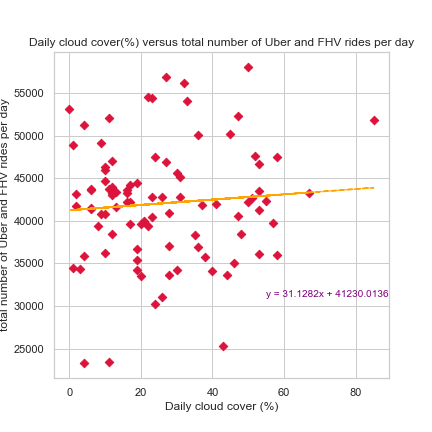 Daily cloud cover(%) versus total number of Uber and FHV rides per day
total number of Uber and FHV rides per day
55000
50000
45000
40000
35000
30000
25000
y = 31.1282x + 41230.0136
0 20 40 60 80
Daily cloud cover (%)